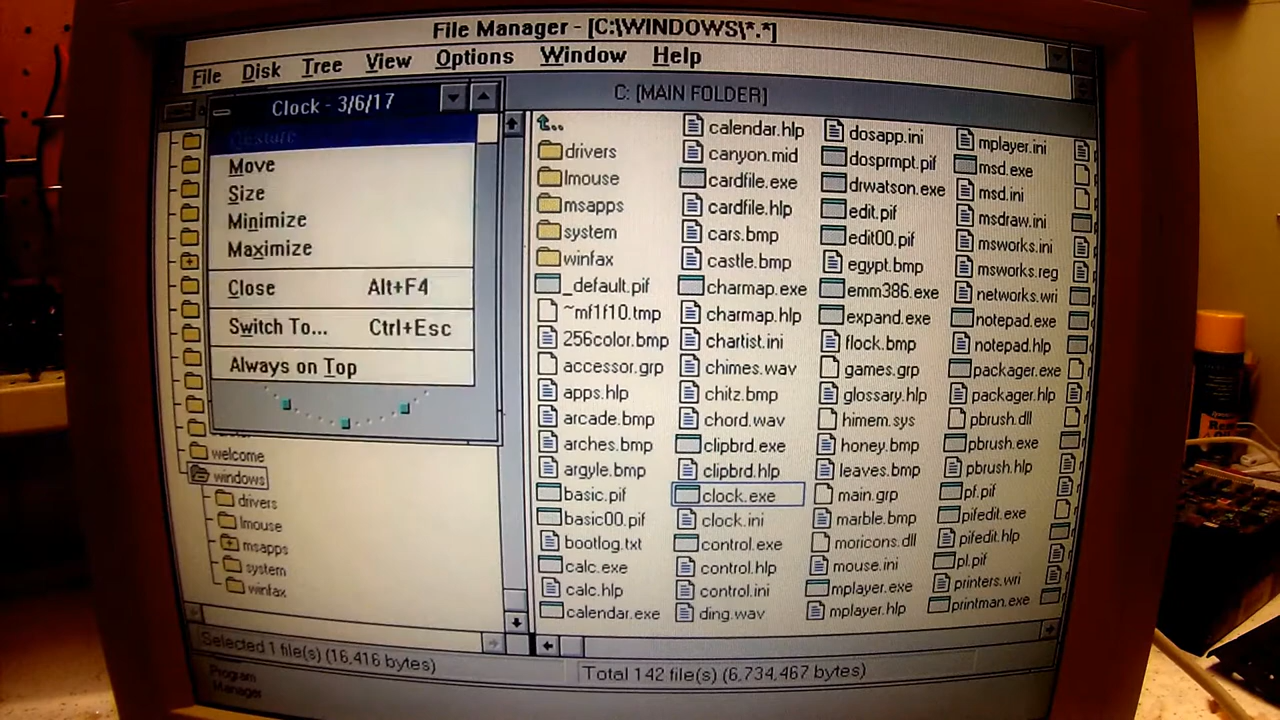 File Manager - [C:\WINDOWS\*.*]
File Disk Tree View Options Window Help
Clock - 3/6/17
Restore
Move
Size
Minimize
Maximize
Close Alt+F4
Switch To... Ctrl+Esc
Always on Top
welcome
windows
drivers
lmouse
msapps
system
winfax
C: [MAIN FOLDER]
..
drivers
lmouse
msapps
system
winfax
_default.pif
~mf1f10.tmp
256color.bmp
accessor.grp
apps.hlp
arcade.bmp
arches.bmp
argyle.bmp
basic.pif
basic00.pif
bootlog.txt
calc.exe
calc.hlp
calendar.exe
calendar.hlp
canyon.mid
cardfile.exe
cardfile.hlp
cars.bmp
castle.bmp
charmap.exe
charmap.hlp
chartist.ini
chimes.wav
chitz.bmp
chord.wav
clipbrd.exe
clipbrd.hlp
clock.exe
clock.ini
control.exe
control.hlp
control.ini
ding.wav
dosapp.ini
dosprmpt.pif
drwatson.exe
edit.pif
edit00.pif
egypt.bmp
emm386.exe
expand.exe
flock.bmp
games.grp
glossary.hlp
himem.sys
honey.bmp
leaves.bmp
main.grp
marble.bmp
moricons.dll
mouse.ini
mplayer.exe
mplayer.hlp
mplayer.ini
msd.exe
msd.ini
msdraw.ini
msworks.ini
msworks.reg
networks.wri
notepad.exe
notepad.hlp
packager.exe
packager.hlp
pbrush.dll
pbrush.exe
pbrush.hlp
pf.pif
pifedit.exe
pifedit.hlp
pl.pif
printers.wri
printman.exe
Selected 1 file(s) (16,416 bytes)
Total 142 file(s) (6,734,467 bytes)
Program
Manager